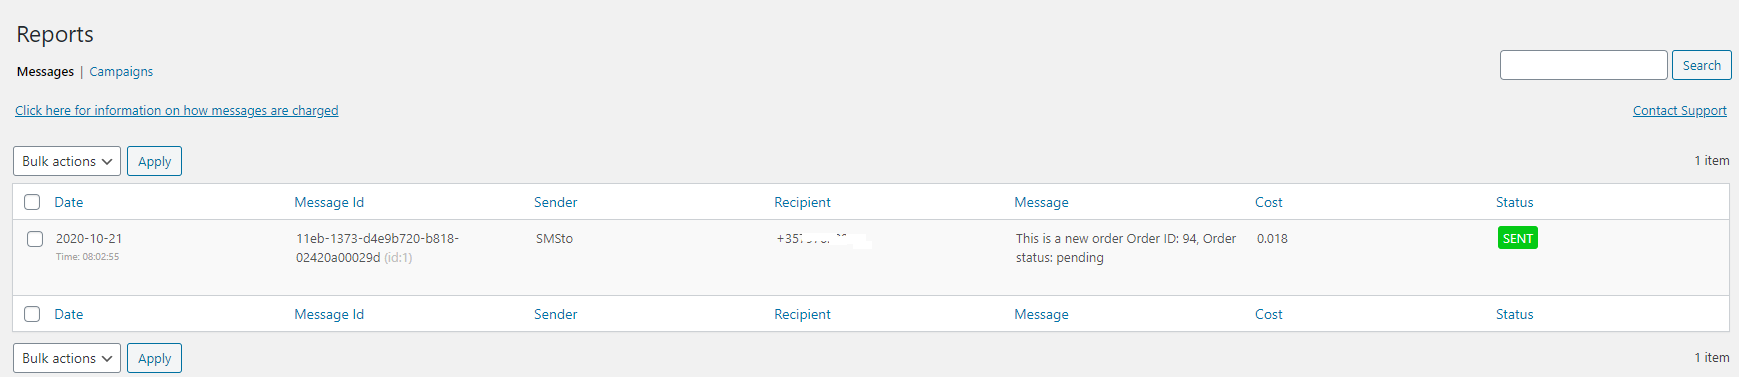 Reports
Messages | Campaigns
Search
Click here for information on how messages are charged
Contact Support
Bulk actions Apply
1 item
Date Message Id Sender Recipient Message Cost Status
2020-10-21 11eb-1373-d4e9b720-b818- SMSto This is a new order Order ID: 94, Order 0.018 SENT
Time: 08:02:55 02420a00029d (id:1) status: pending
Date Message Id Sender Recipient Message Cost Status
Bulk actions Apply
1 item